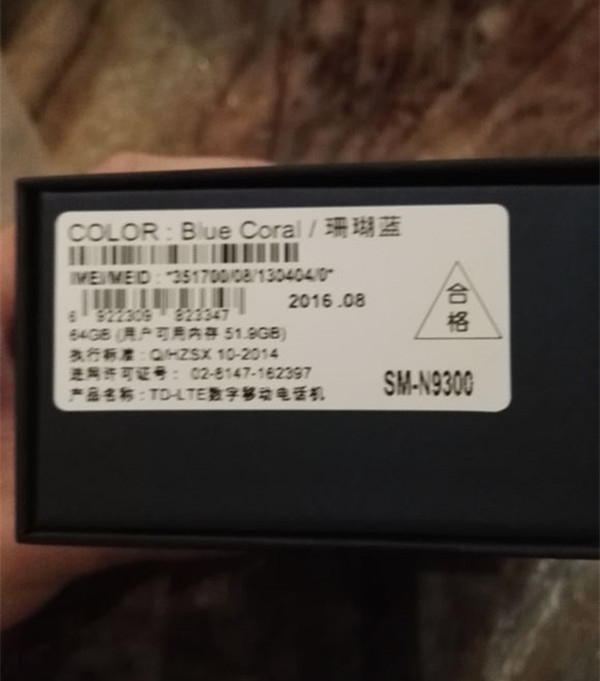 COLOR : Blue Coral / 珊瑚蓝
IMEI/MEID : "351700/08/130404/0"
6 922309 823347
2016.08
合格
64GB (用户可用内存 51.9GB)
执行标准 : Q/HZSX 10-2014
进网许可证号 : 02-8147-162397
产品名称 : TD-LTE数字移动电话机
SM-N9300